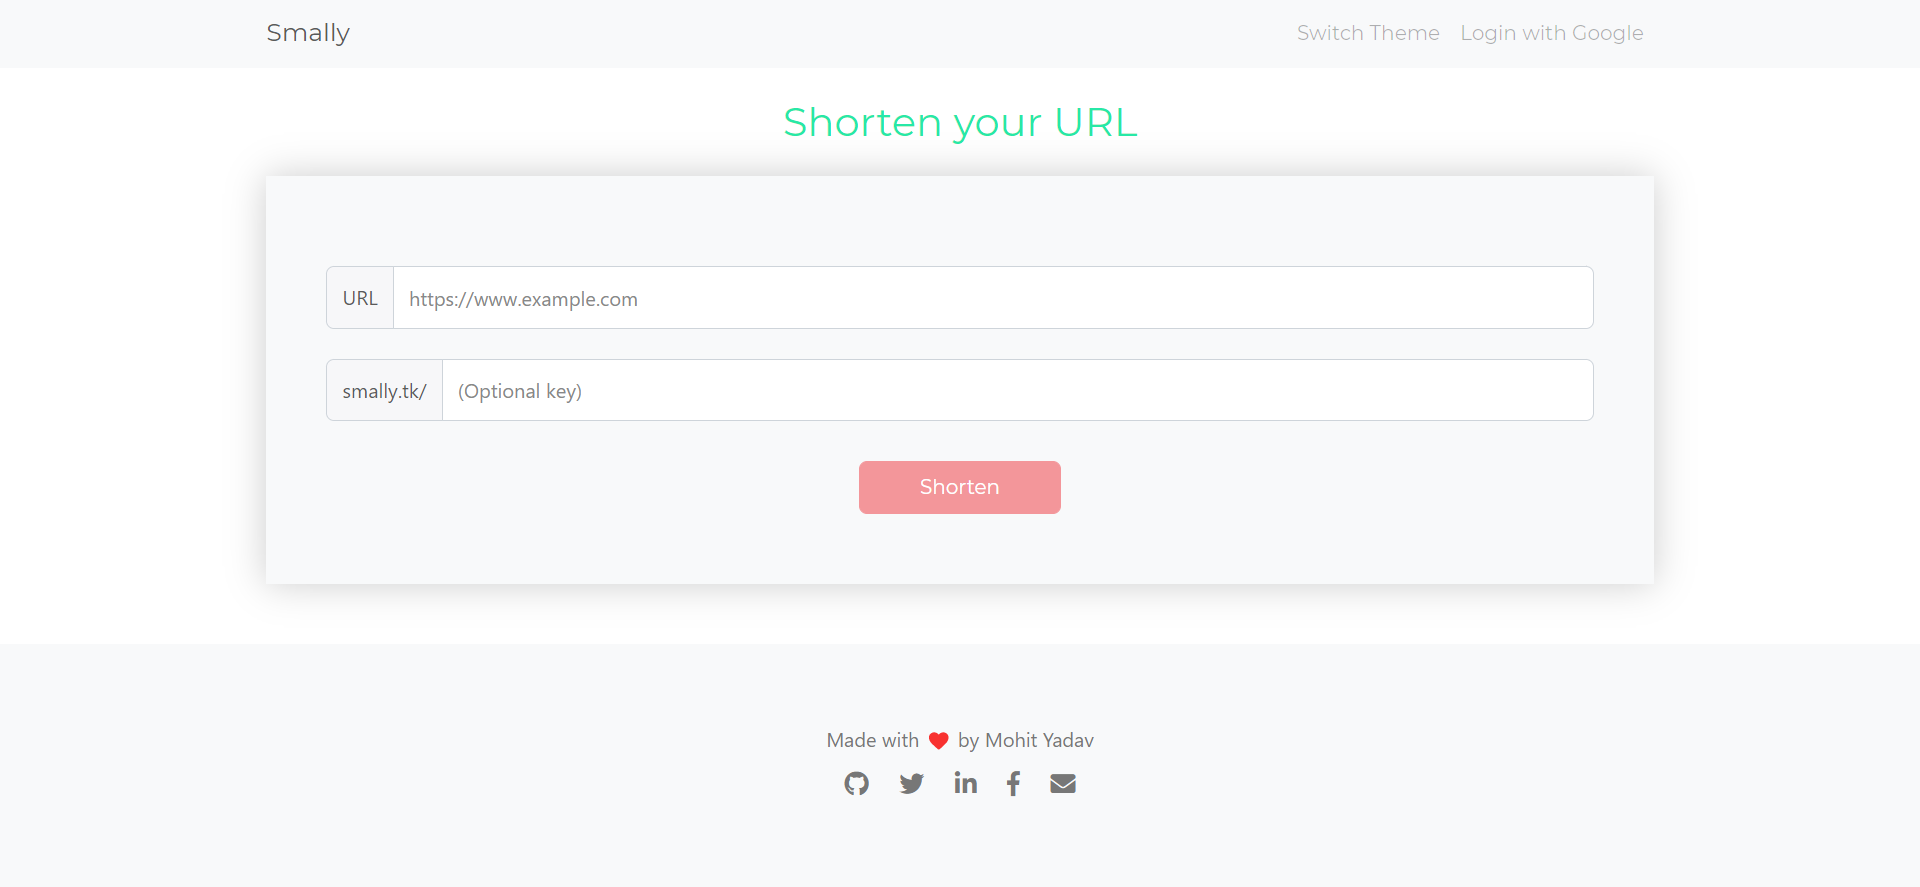 Smally
Switch Theme
Login with Google
Shorten your URL
URL
https://www.example.com
smally.tk/
(Optional key)
Shorten
Made with by Mohit Yadav